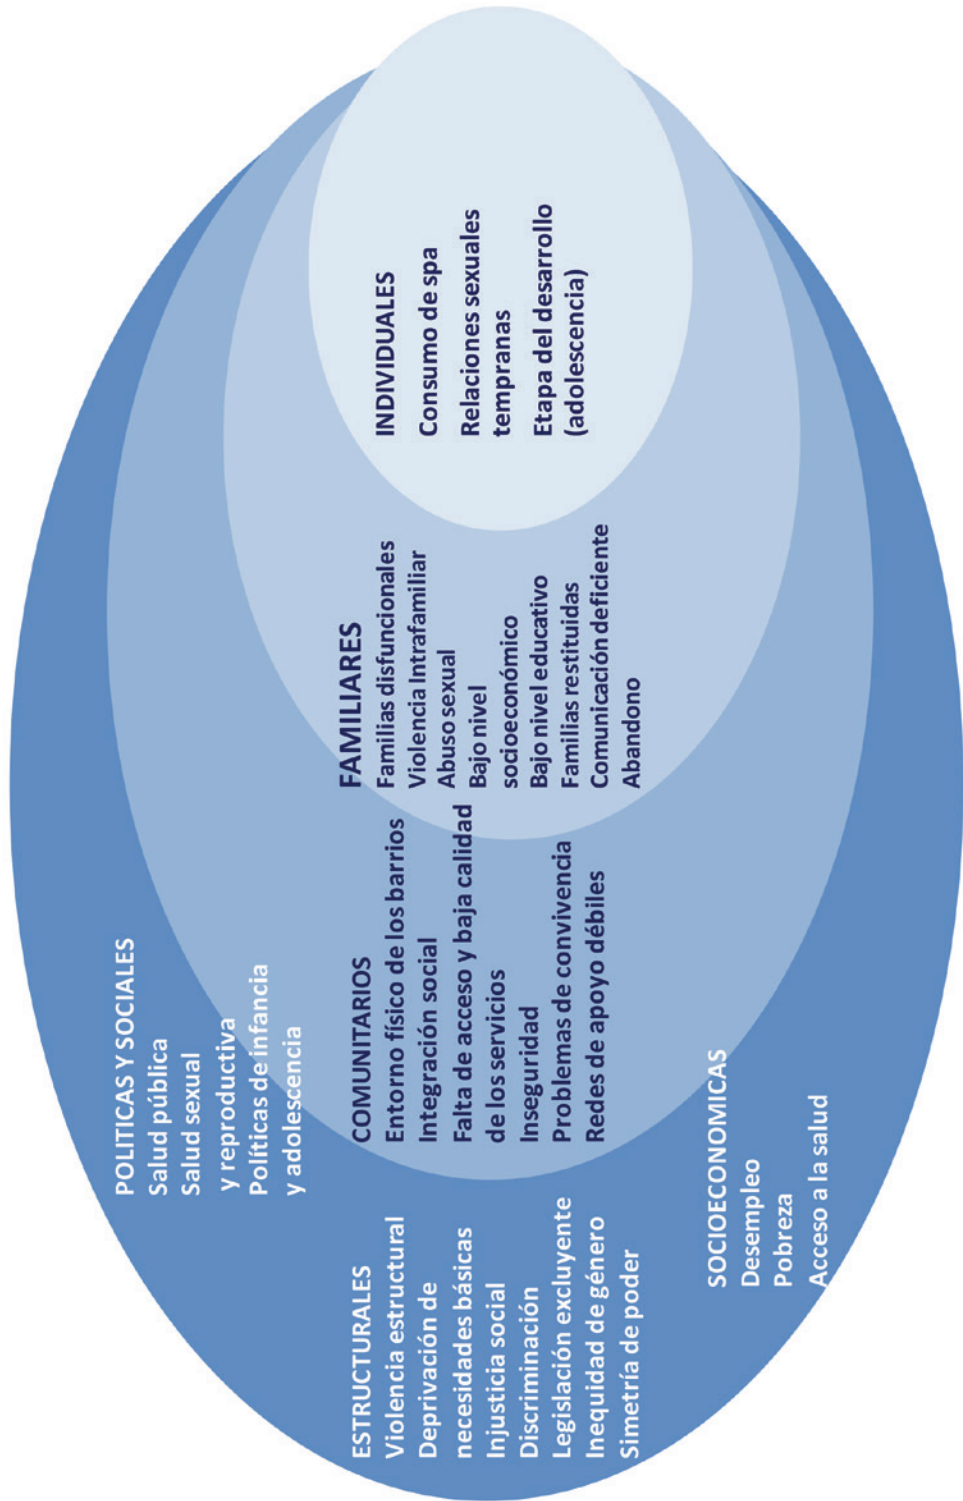 POLITICAS Y SOCIALES
Salud pública
Salud sexual
y reproductiva
Políticas de infancia
y adolescencia
ESTRUCTURALES
Violencia estructural
Deprivación de
necesidades básicas
Injusticia social
Discriminación
Legislación excluyente
Inequidad de género
Simetría de poder
COMUNITARIOS
Entorno físico de los barrios
Integración social
Falta de acceso y baja calidad
de los servicios
Inseguridad
Problemas de convivencia
Redes de apoyo débiles
FAMILIARES
Familias disfuncionales
Violencia Intrafamiliar
Abuso sexual
Bajo nivel
socioeconómico
Bajo nivel educativo
Familias restituidas
Comunicación deficiente
Abandono
INDIVIDUALES
Consumo de spa
Relaciones sexuales
tempranas
Etapa del desarrollo
(adolescencia)
SOCIOECONOMICAS
Desempleo
Pobreza
Acceso a la salud